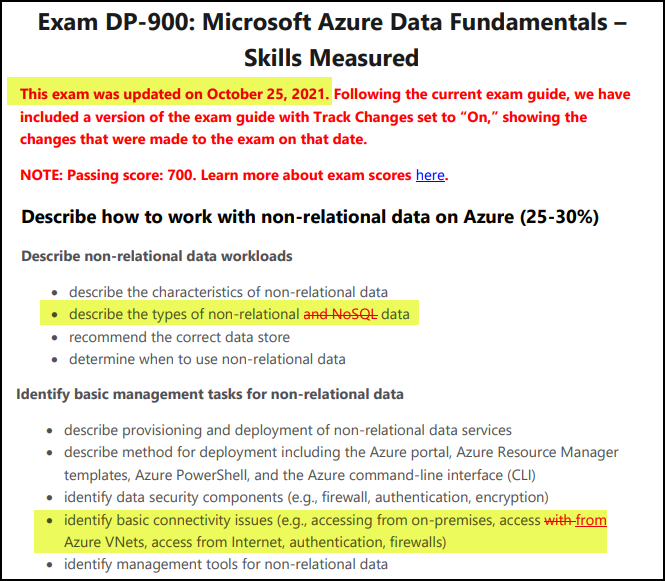 Exam DP-900: Microsoft Azure Data Fundamentals –
Skills Measured
This exam was updated on October 25, 2021. Following the current exam guide, we have
included a version of the exam guide with Track Changes set to “On,” showing the
changes that were made to the exam on that date.
NOTE: Passing score: 700. Learn more about exam scores here.
Describe how to work with non-relational data on Azure (25-30%)
Describe non-relational data workloads
• describe the characteristics of non-relational data
• describe the types of non-relational and NoSQL data
• recommend the correct data store
• determine when to use non-relational data
Identify basic management tasks for non-relational data
• describe provisioning and deployment of non-relational data services
• describe method for deployment including the Azure portal, Azure Resource Manager
templates, Azure PowerShell, and the Azure command-line interface (CLI)
• identify data security components (e.g., firewall, authentication, encryption)
• identify basic connectivity issues (e.g., accessing from on-premises, access with from
Azure VNets, access from Internet, authentication, firewalls)
• identify management tools for non-relational data